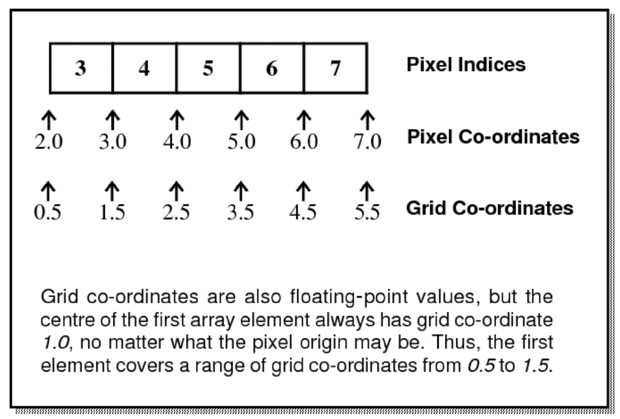 3 4 5 6 7 Pixel Indices
2.0 3.0 4.0 5.0 6.0 7.0 Pixel Co-ordinates
0.5 1.5 2.5 3.5 4.5 5.5 Grid Co-ordinates
Grid co-ordinates are also floating-point values, but the
centre of the first array element always has grid co-ordinate
1.0, no matter what the pixel origin may be. Thus, the first
element covers a range of grid co-ordinates from 0.5 to 1.5.